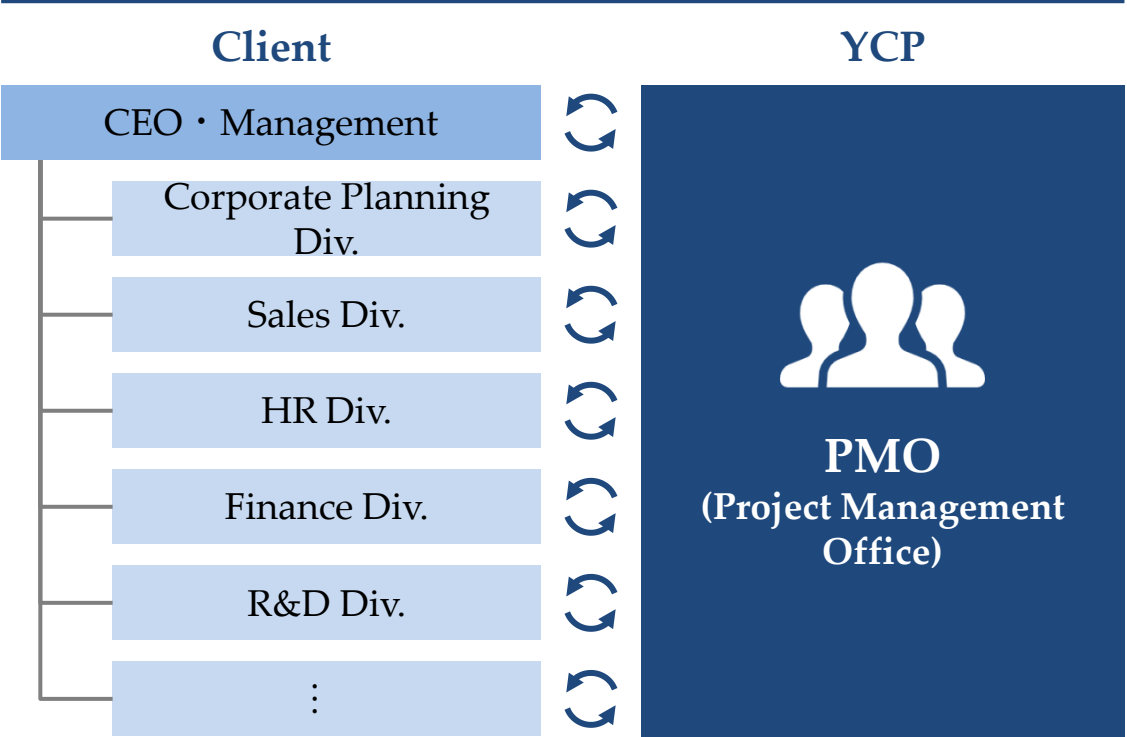 Client
YCP
CEO・Management
Corporate Planning
Div.
Sales Div.
HR Div.
Finance Div.
R&D Div.
⋮
PMO
(Project Management
Office)